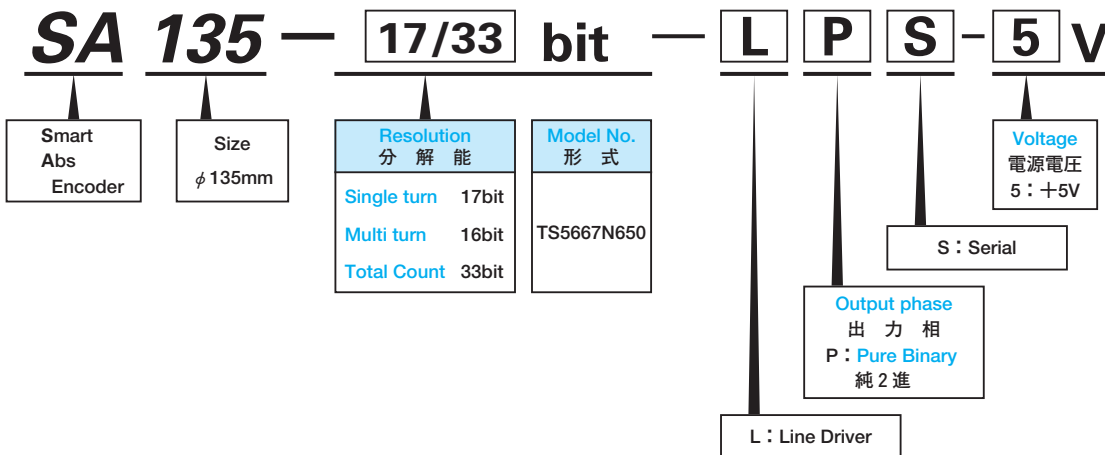 SA 135 — 17/33 bit — L P S - 5 V
Smart
Abs
Encoder
Size
φ135mm
Resolution
分解能
Single turn 17bit
Multi turn 16bit
Total Count 33bit
Model No.
形式
TS5667N650
Voltage
電源電圧
5：＋5V
S：Serial
Output phase
出力相
P：Pure Binary
純2進
L：Line Driver